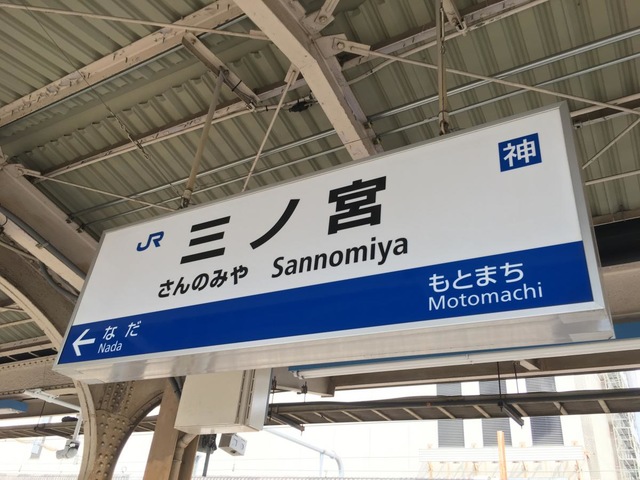 神
JR 三ノ宮
さんのみや Sannomiya
もとまち
Motomachi
← なだ
Nada